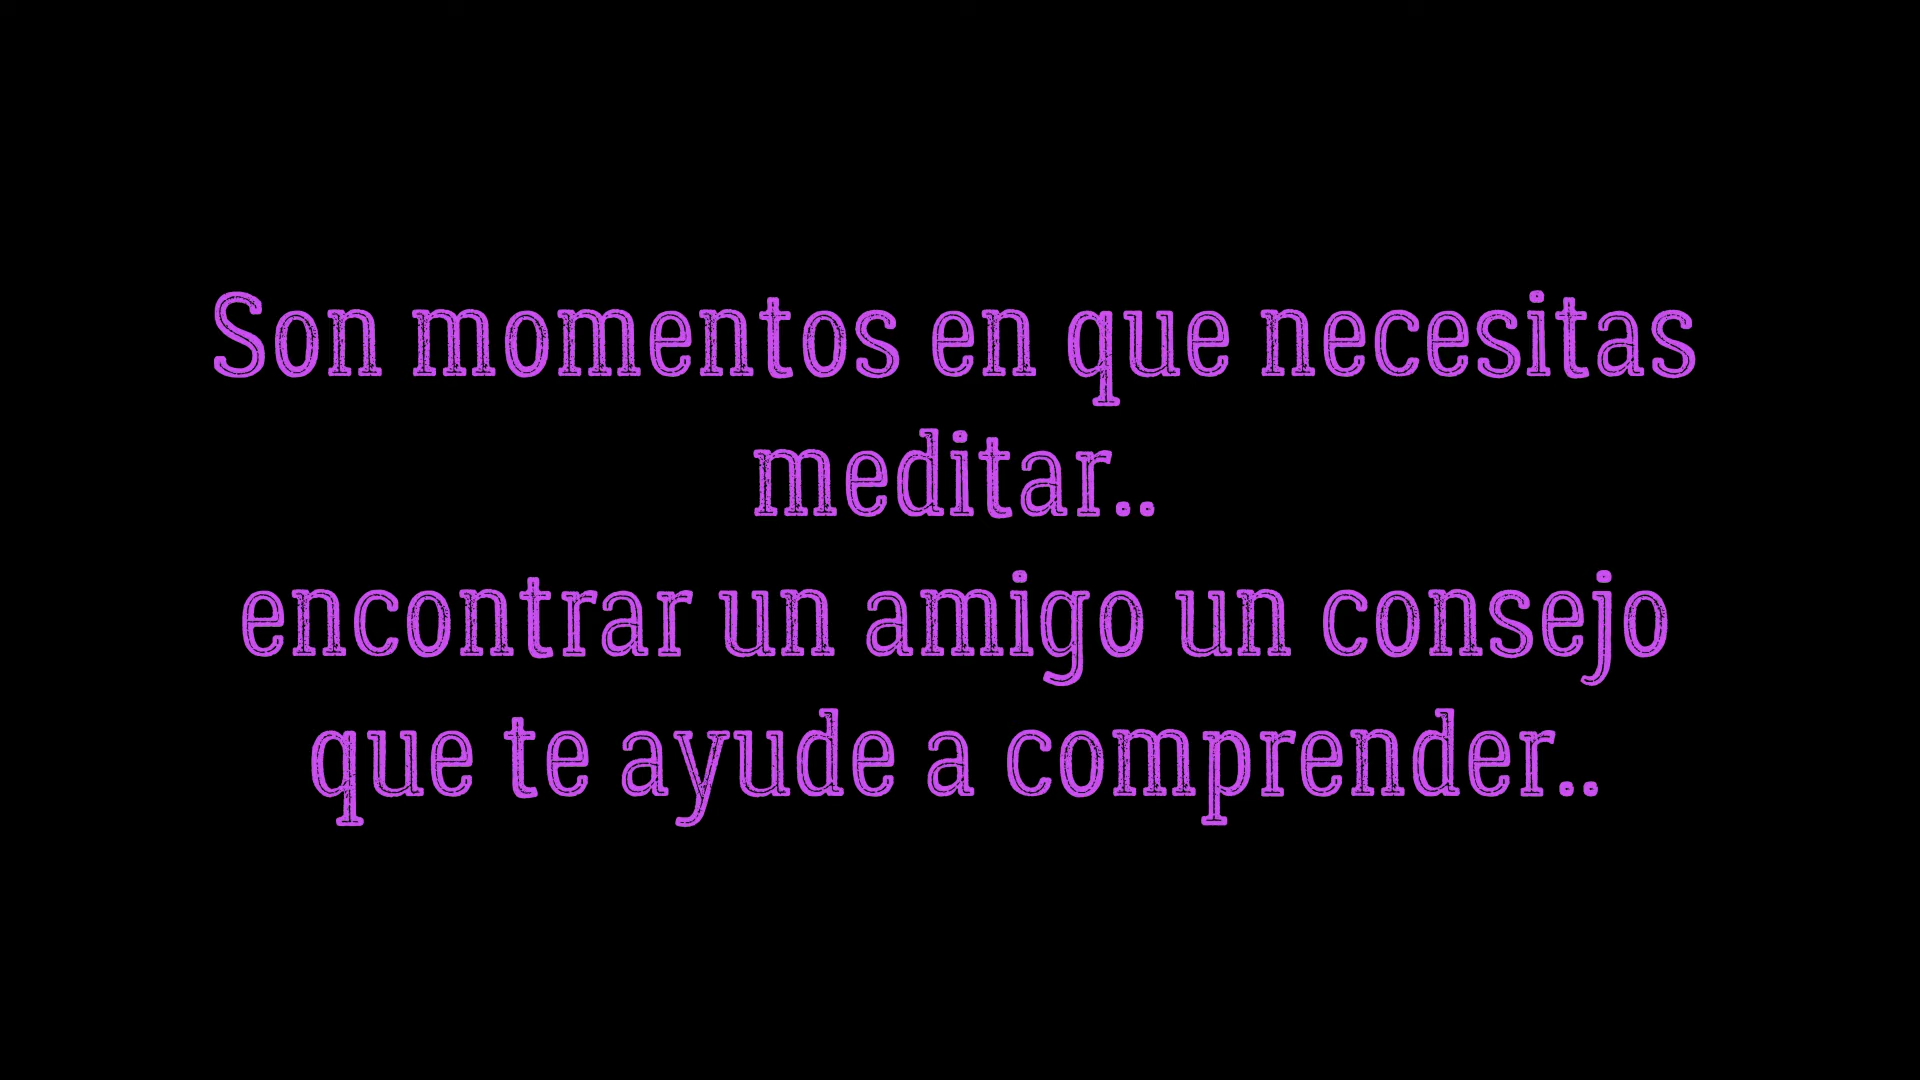 Son momentos en que necesitas
meditar..
encontrar un amigo un consejo
que te ayude a comprender..